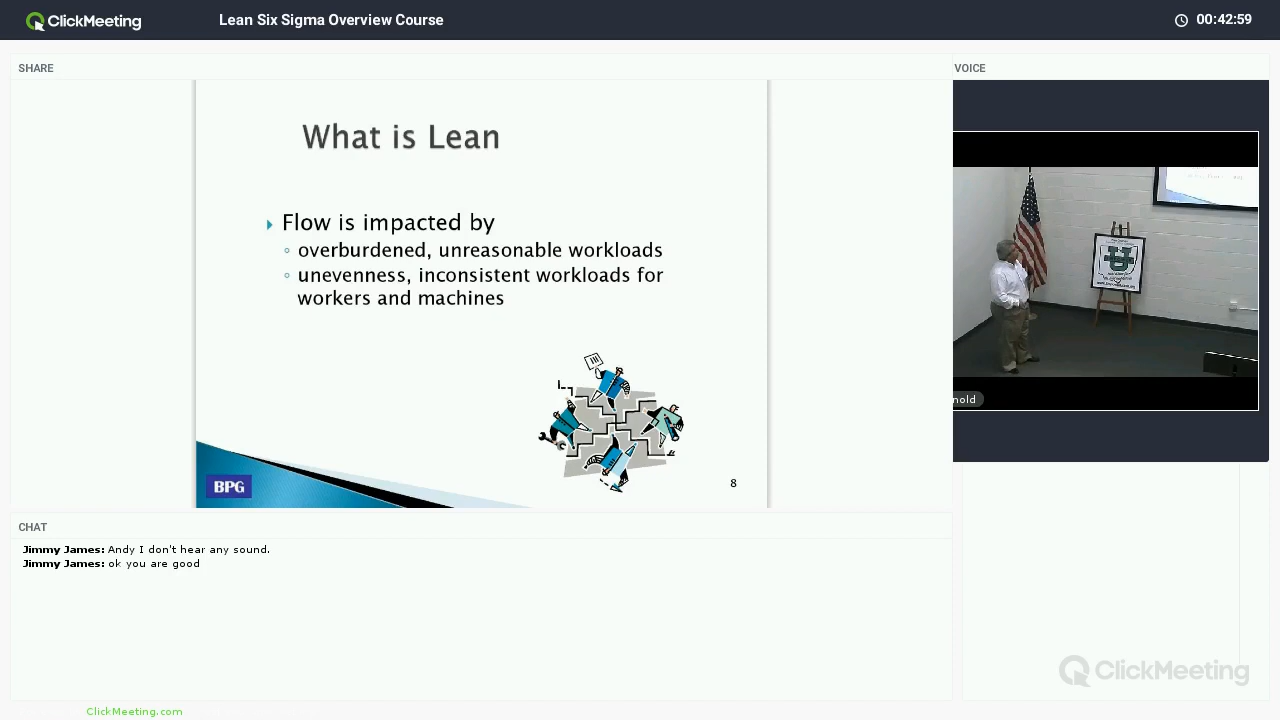 ClickMeeting
Lean Six Sigma Overview Course
00:42:59
SHARE
VOICE
What is Lean
Flow is impacted by
overburdened, unreasonable workloads
unevenness, inconsistent workloads for
workers and machines
BPG
8
nold
CHAT
Jimmy James: Andy I don't hear any sound.
Jimmy James: ok you are good
ClickMeeting
ClickMeeting.com